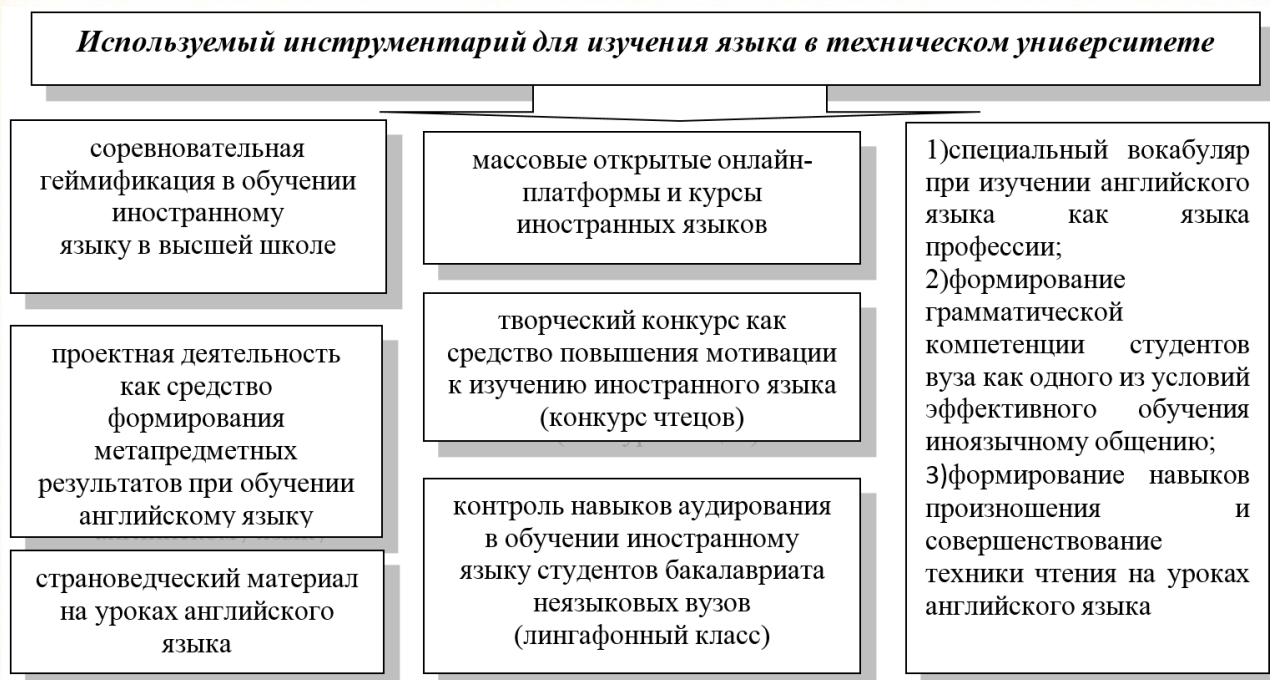 Используемый инструментарий для изучения языка в техническом университете
соревновательная
геймификация в обучении
иностранному
языку в высшей школе
проектная деятельность
как средство
формирования
метапредметных
результатов при обучении
английскому языку
страноведческий материал
на уроках английского
языка
массовые открытые онлайн-
платформы и курсы
иностранных языков
творческий конкурс как
средство повышения мотивации
к изучению иностранного языка
(конкурс чтецов)
контроль навыков аудирования
в обучении иностранному
языку студентов бакалавриата
неязыковых вузов
(лингафонный класс)
1)специальный вокабуляр
при изучении английского
языка как языка
профессии;
2)формирование
грамматической
компетенции студентов
вуза как одного из условий
эффективного обучения
иноязычному общению;
3)формирование навыков
произношения и
совершенствование
техники чтения на уроках
английского языка